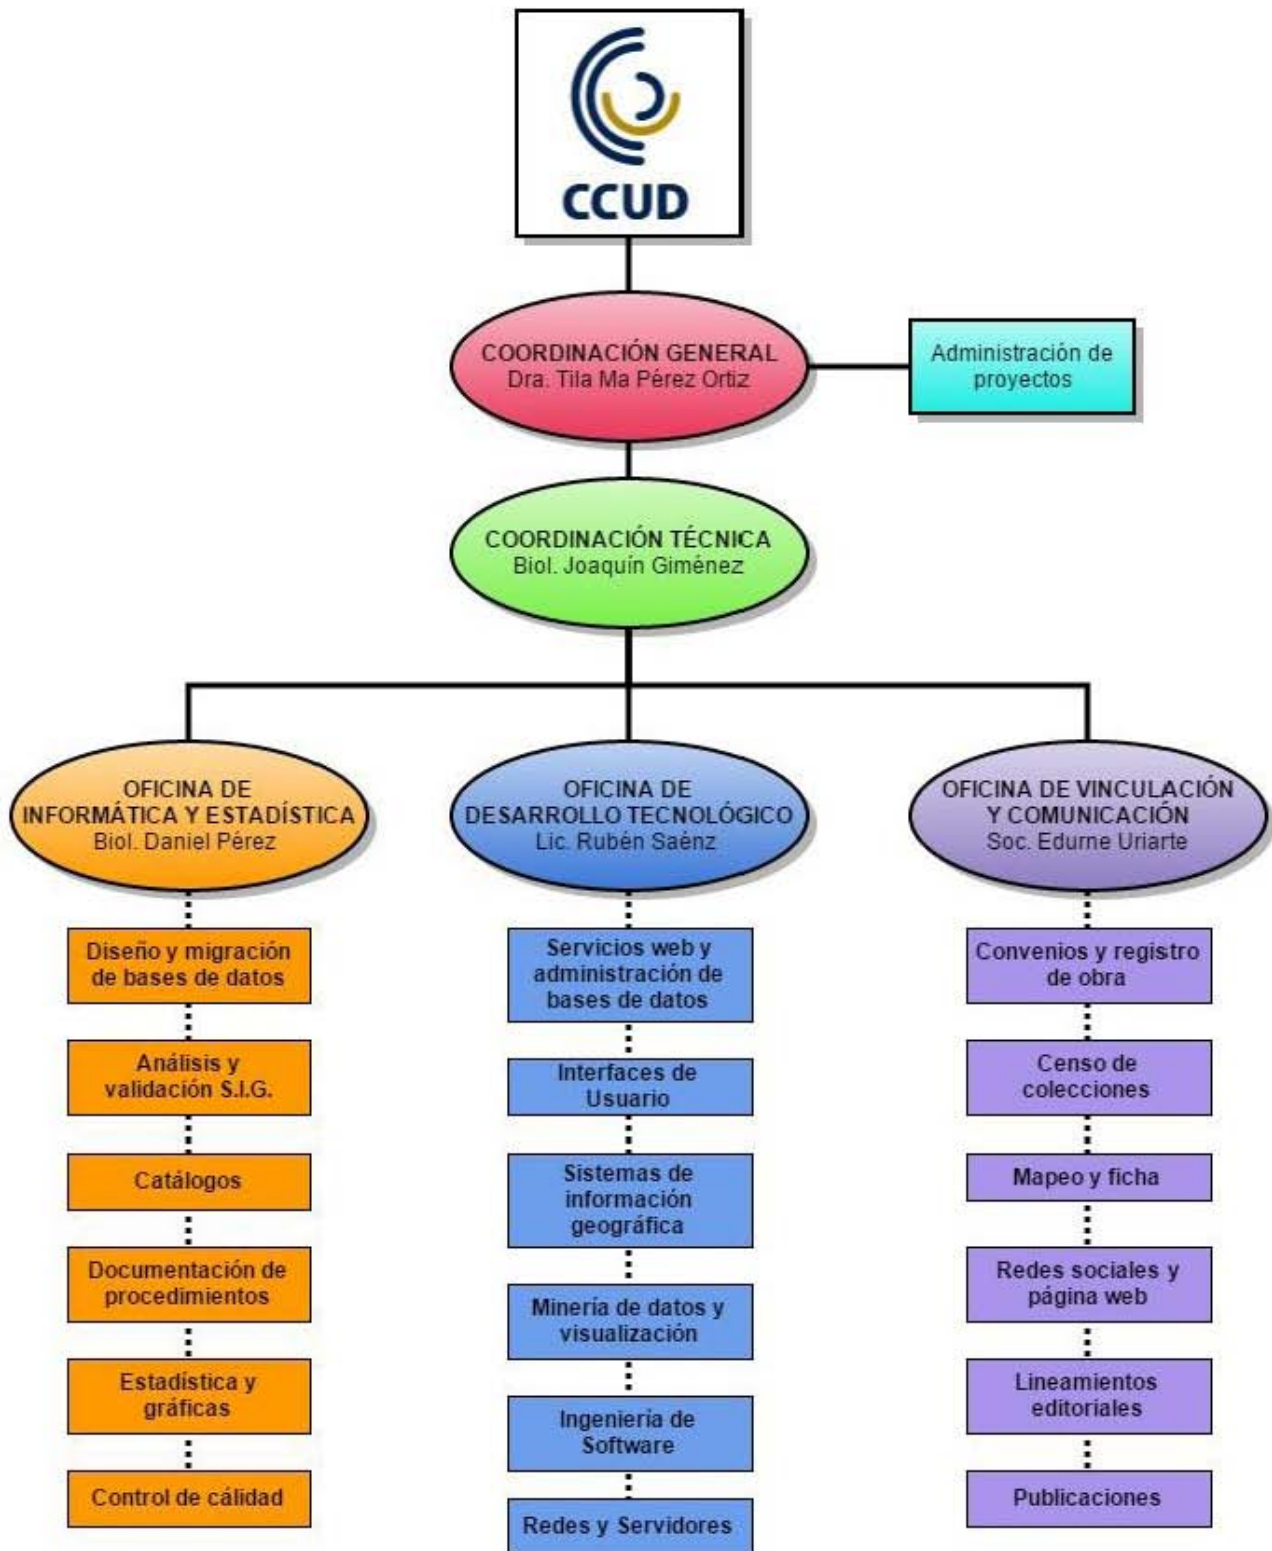 CCUD
COORDINACIÓN GENERAL
Dra. Tila Ma Pérez Ortiz
Administración de
proyectos
COORDINACIÓN TÉCNICA
Biol. Joaquín Giménez
OFICINA DE
INFORMÁTICA Y ESTADÍSTICA
Biol. Daniel Pérez
Diseño y migración
de bases de datos
Análisis y
validación S.I.G.
Catálogos
Documentación de
procedimientos
Estadística y
gráficas
Control de cálidad
OFICINA DE
DESARROLLO TECNOLÓGICO
Lic. Rubén Saénz
Servicios web y
administración de
bases de datos
Interfaces de
Usuario
Sistemas de
información
geográfica
Minería de datos y
visualización
Ingeniería de
Software
Redes y Servidores
OFICINA DE VINCULACIÓN
Y COMUNICACIÓN
Soc. Edurne Uriarte
Convenios y registro
de obra
Censo de
colecciones
Mapeo y ficha
Redes sociales y
página web
Lineamientos
editoriales
Publicaciones